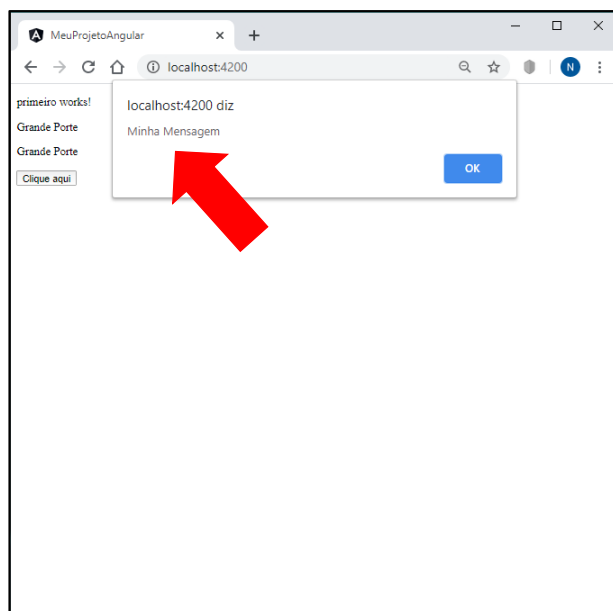 MeuProjetoAngular
localhost:4200
N
primeiro works!
Grande Porte
Grande Porte
Clique aqui
localhost:4200 diz
Minha Mensagem
OK